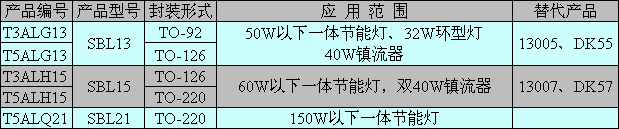 产品编号 产品型号 封装形式 应 用 范 围 替代产品
T3ALG13 SBL13 TO-92 50W以下一体节能灯、32W环型灯 13005、DK55
T5ALG13 TO-126 40W镇流器
T3ALH15 SBL15 TO-126 60W以下一体节能灯，双40W镇流器 13007、DK57
T5ALH15 TO-220
T5ALQ21 SBL21 TO-220 150W以下一体节能灯